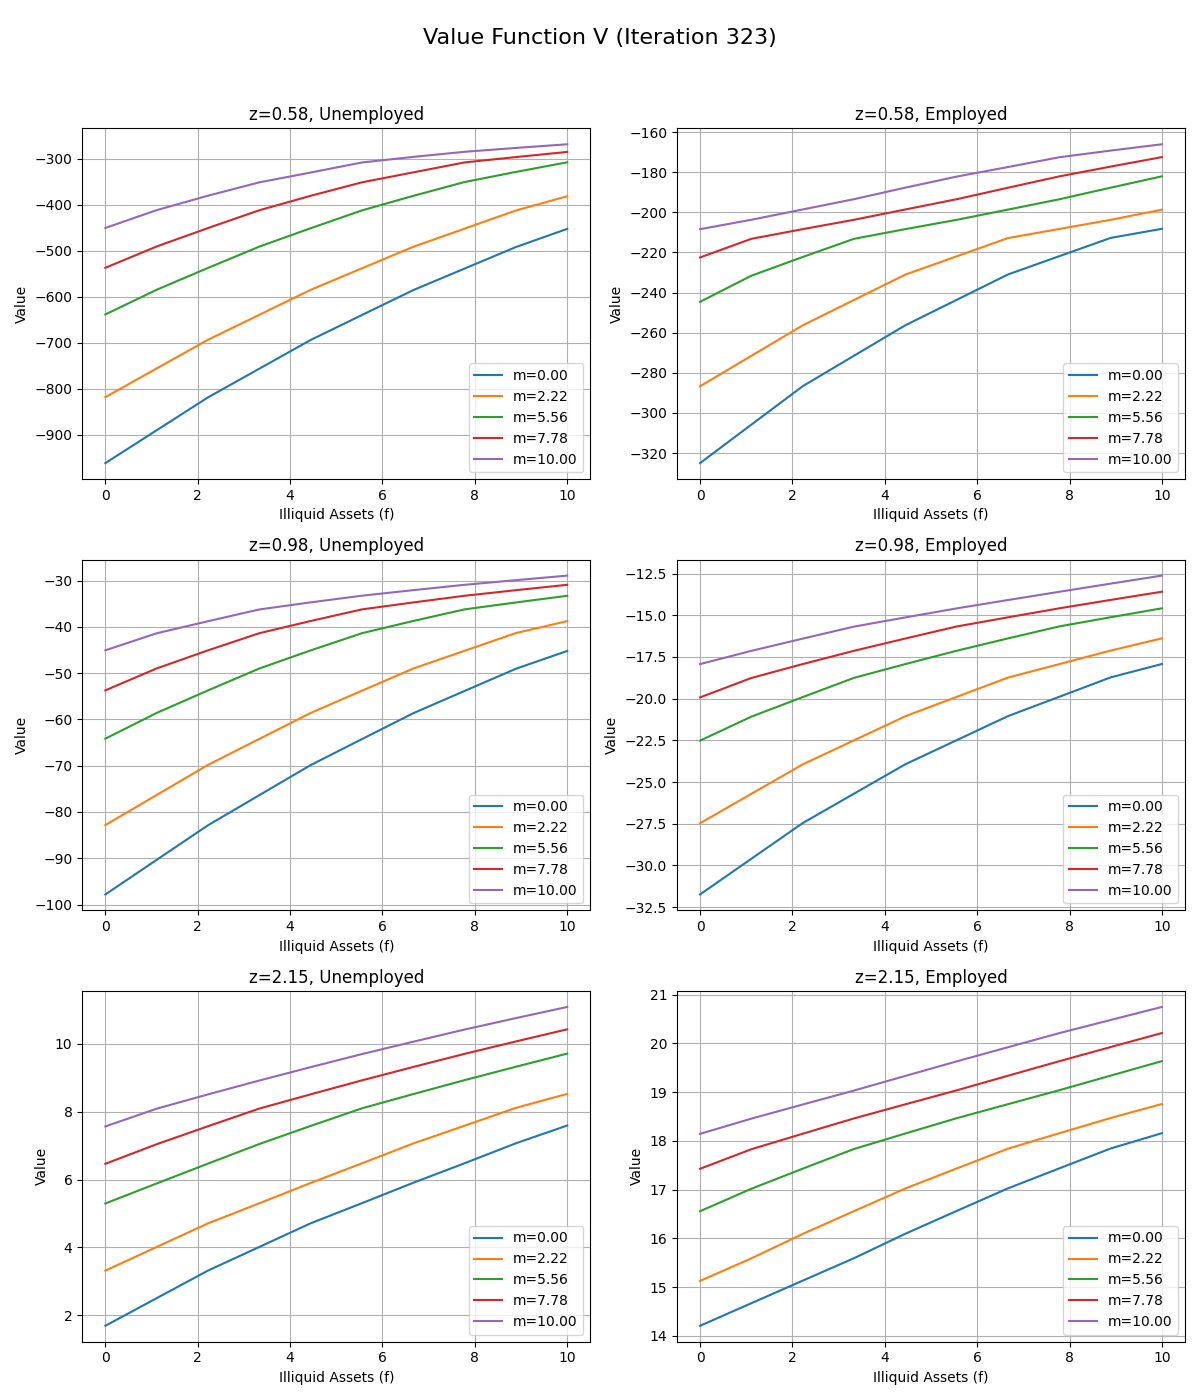 Value Function V (Iteration 323)
z=0.58, Unemployed
−300
−400
−500
−600
−700
−800
−900
Value
0 2 4 6 8 10
Illiquid Assets (f)
m=0.00
m=2.22
m=5.56
m=7.78
m=10.00
z=0.58, Employed
−160
−180
−200
−220
−240
−260
−280
−300
−320
Value
0 2 4 6 8 10
Illiquid Assets (f)
m=0.00
m=2.22
m=5.56
m=7.78
m=10.00
z=0.98, Unemployed
−30
−40
−50
−60
−70
−80
−90
−100
Value
0 2 4 6 8 10
Illiquid Assets (f)
m=0.00
m=2.22
m=5.56
m=7.78
m=10.00
z=0.98, Employed
−12.5
−15.0
−17.5
−20.0
−22.5
−25.0
−27.5
−30.0
−32.5
Value
0 2 4 6 8 10
Illiquid Assets (f)
m=0.00
m=2.22
m=5.56
m=7.78
m=10.00
z=2.15, Unemployed
10
8
6
4
2
Value
0 2 4 6 8 10
Illiquid Assets (f)
m=0.00
m=2.22
m=5.56
m=7.78
m=10.00
z=2.15, Employed
21
20
19
18
17
16
15
14
Value
0 2 4 6 8 10
Illiquid Assets (f)
m=0.00
m=2.22
m=5.56
m=7.78
m=10.00